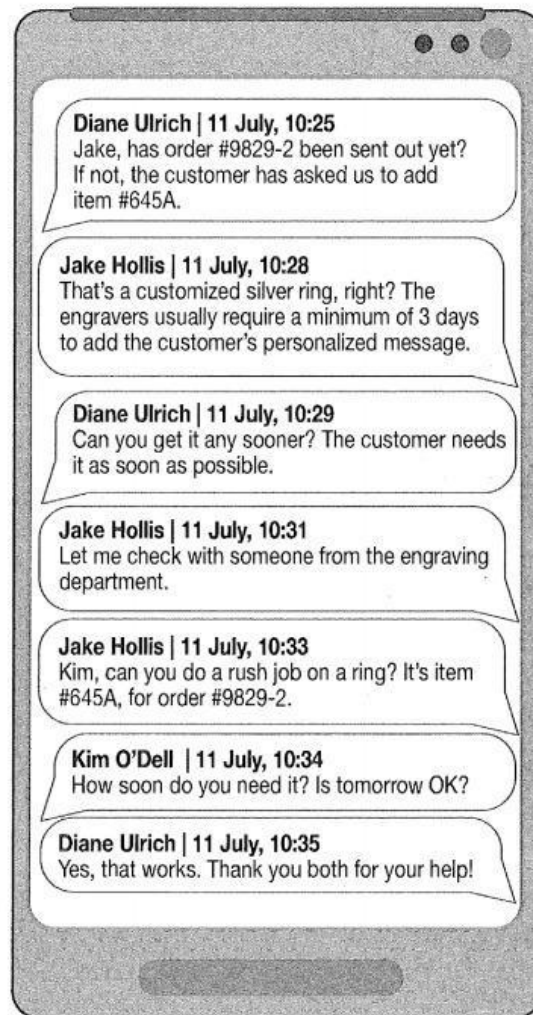 Diane Ulrich | 11 July, 10:25
Jake, has order #9829-2 been sent out yet?
If not, the customer has asked us to add
item #645A.
Jake Hollis | 11 July, 10:28
That's a customized silver ring, right? The
engravers usually require a minimum of 3 days
to add the customer's personalized message.
Diane Ulrich | 11 July, 10:29
Can you get it any sooner? The customer needs
it as soon as possible.
Jake Hollis | 11 July, 10:31
Let me check with someone from the engraving
department.
Jake Hollis | 11 July, 10:33
Kim, can you do a rush job on a ring? It's item
#645A, for order #9829-2.
Kim O'Dell | 11 July, 10:34
How soon do you need it? Is tomorrow OK?
Diane Ulrich | 11 July, 10:35
Yes, that works. Thank you both for your help!